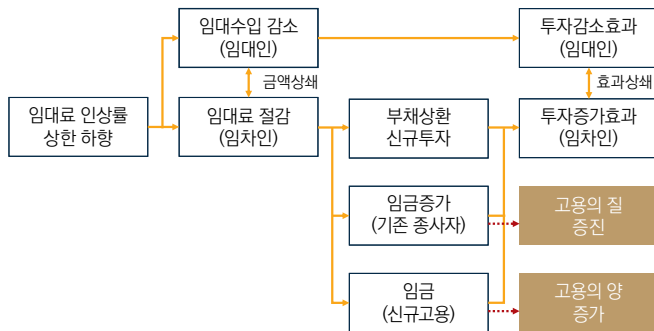 임대수입 감소
(임대인)
투자감소효과
(임대인)
금액상쇄
효과상쇄
임대료 인상률
상한 하향
임대료 절감
(임차인)
부채상환
신규투자
투자증가효과
(임차인)
임금증가
(기존 종사자)
고용의 질
증진
임금
(신규고용)
고용의 양
증가